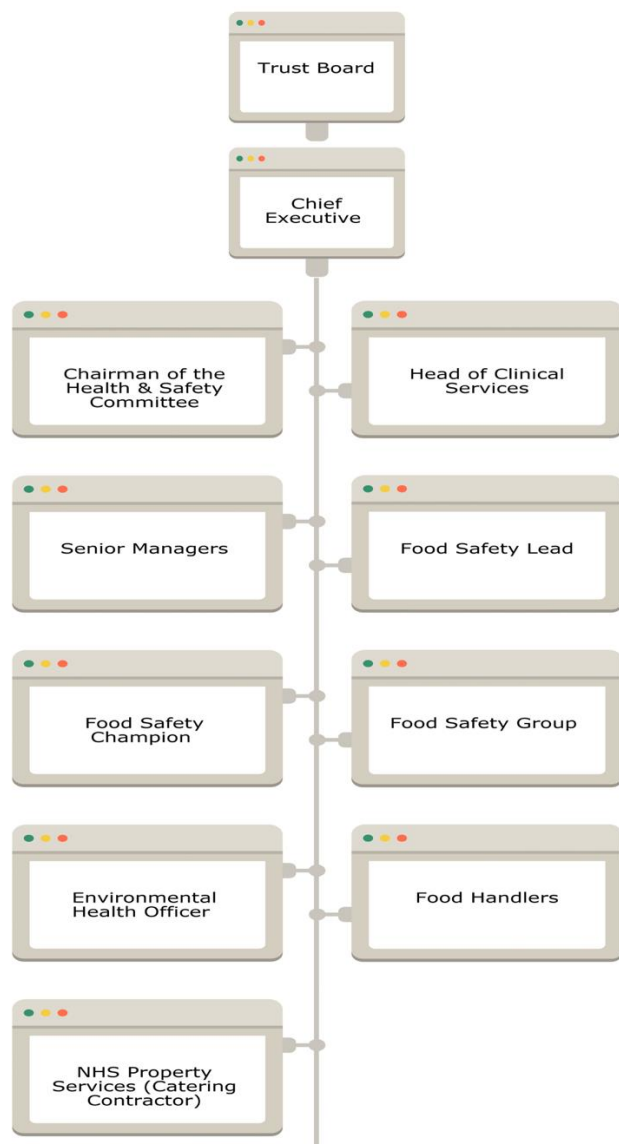 Trust Board
Chief
Executive
Chairman of the
Health & Safety
Committee
Head of Clinical
Services
Senior Managers
Food Safety Lead
Food Safety
Champion
Food Safety Group
Environmental
Health Officer
Food Handlers
NHS Property
Services (Catering
Contractor)